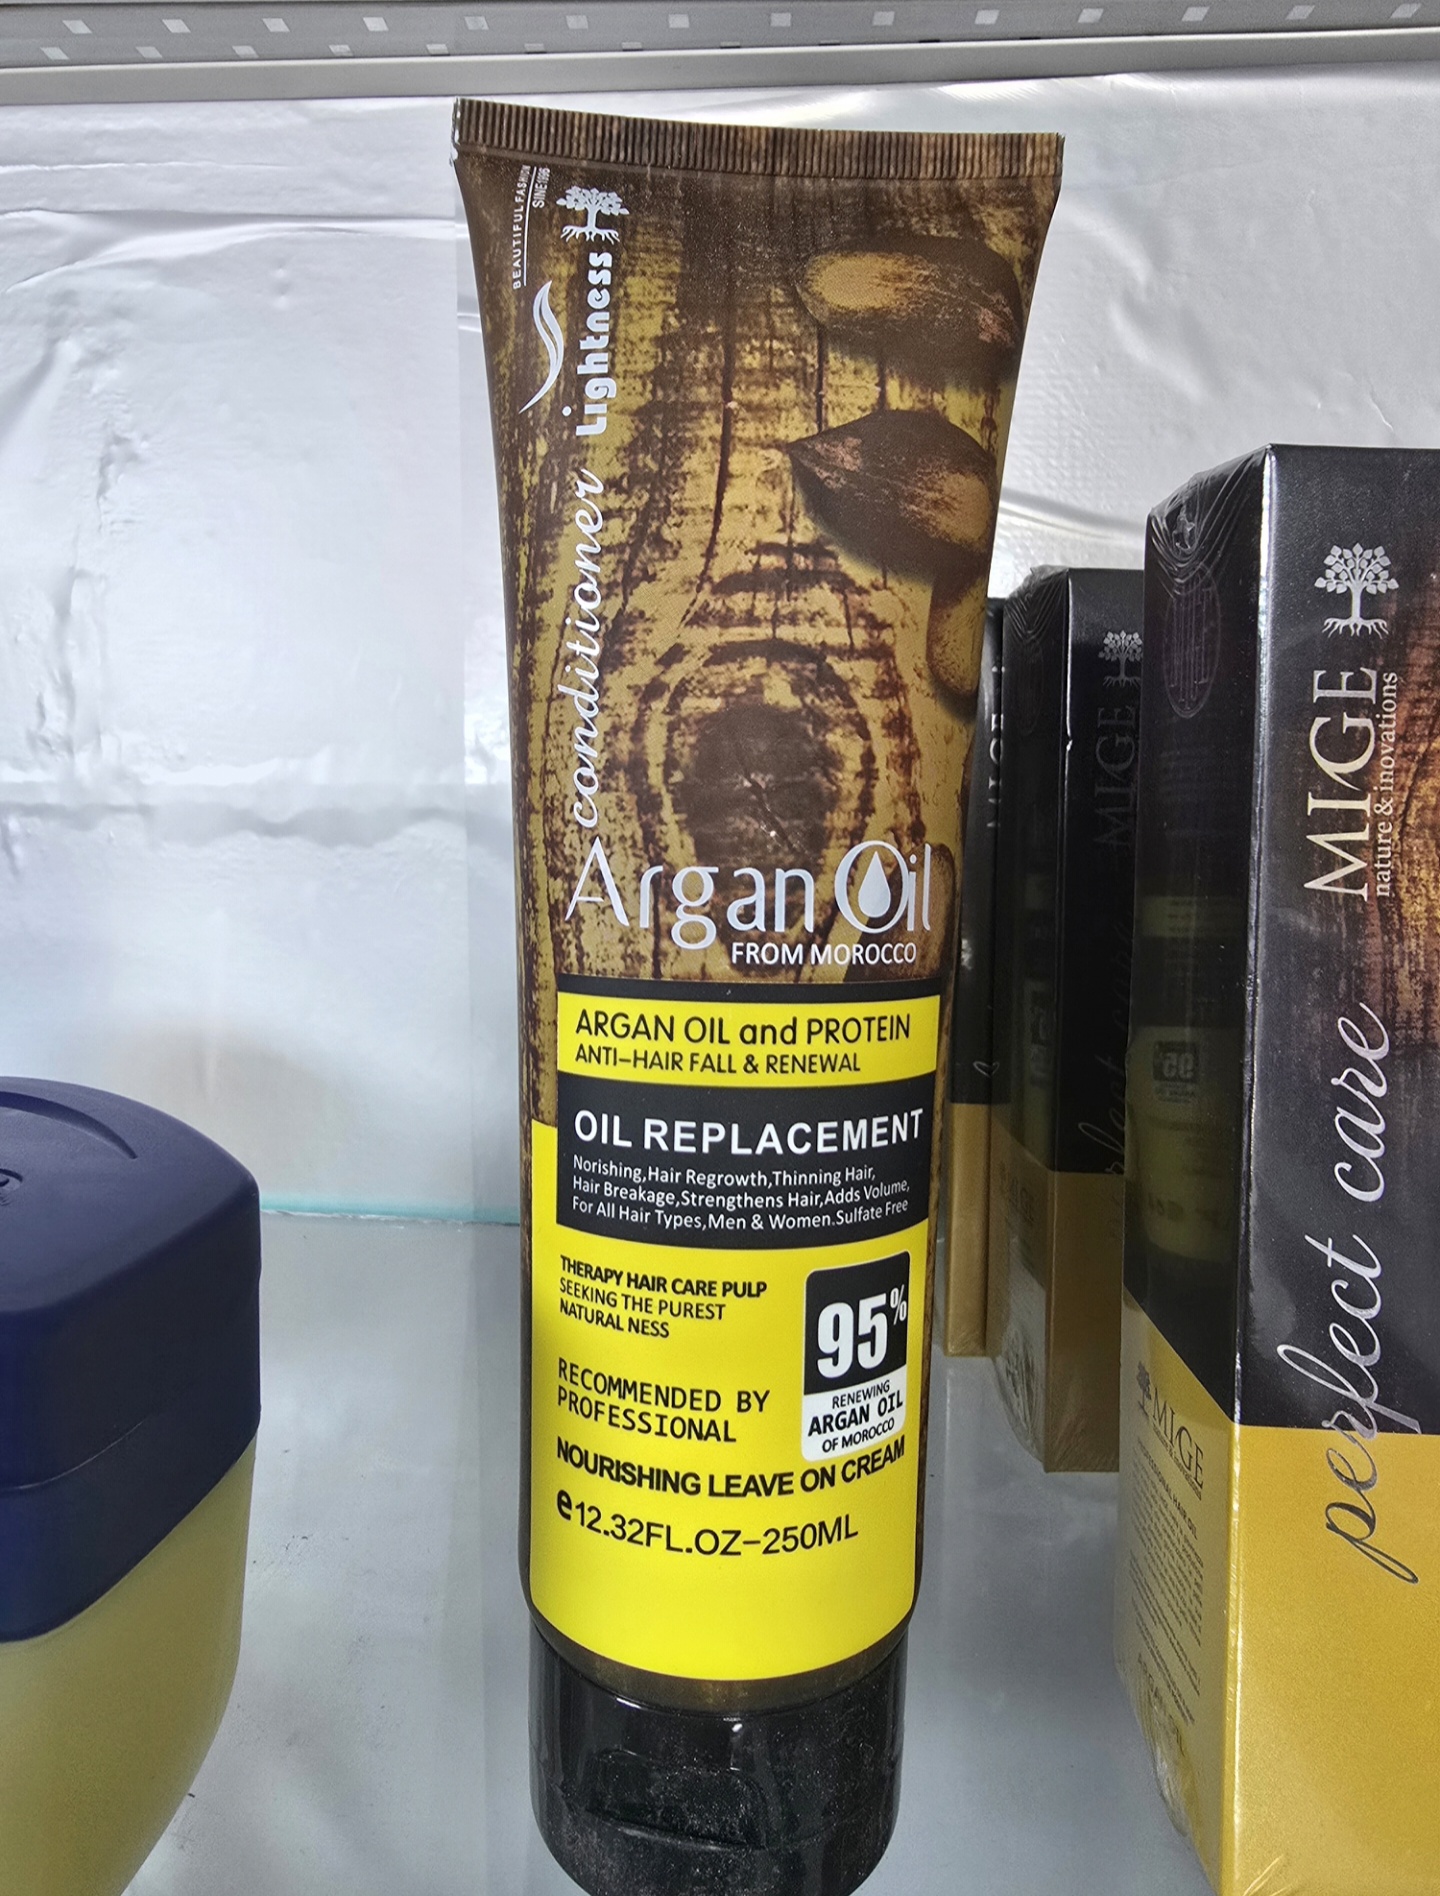 BEAUTIFUL FASHION
SINE1996
Lightness
conditioner
Argan Oil
FROM MOROCCO
ARGAN OIL and PROTEIN
ANTI-HAIR FALL & RENEWAL
OIL REPLACEMENT
Norishing,Hair Regrowth,Thinning Hair,
Hair Breakage,Strengthens Hair,Adds Volume,
For All Hair Types,Men & Women.Sulfate Free
THERAPY HAIR CARE PULP
SEEKING THE PUREST
NATURAL NESS
RECOMMENDED BY
PROFESSIONAL
95%
RENEWING
ARGAN OIL
OF MOROCCO
NOURISHING LEAVE ON CREAM
e12.32FL.OZ-250ML
MIGE
nature & inovations
perfect care
MIGE
MIGE